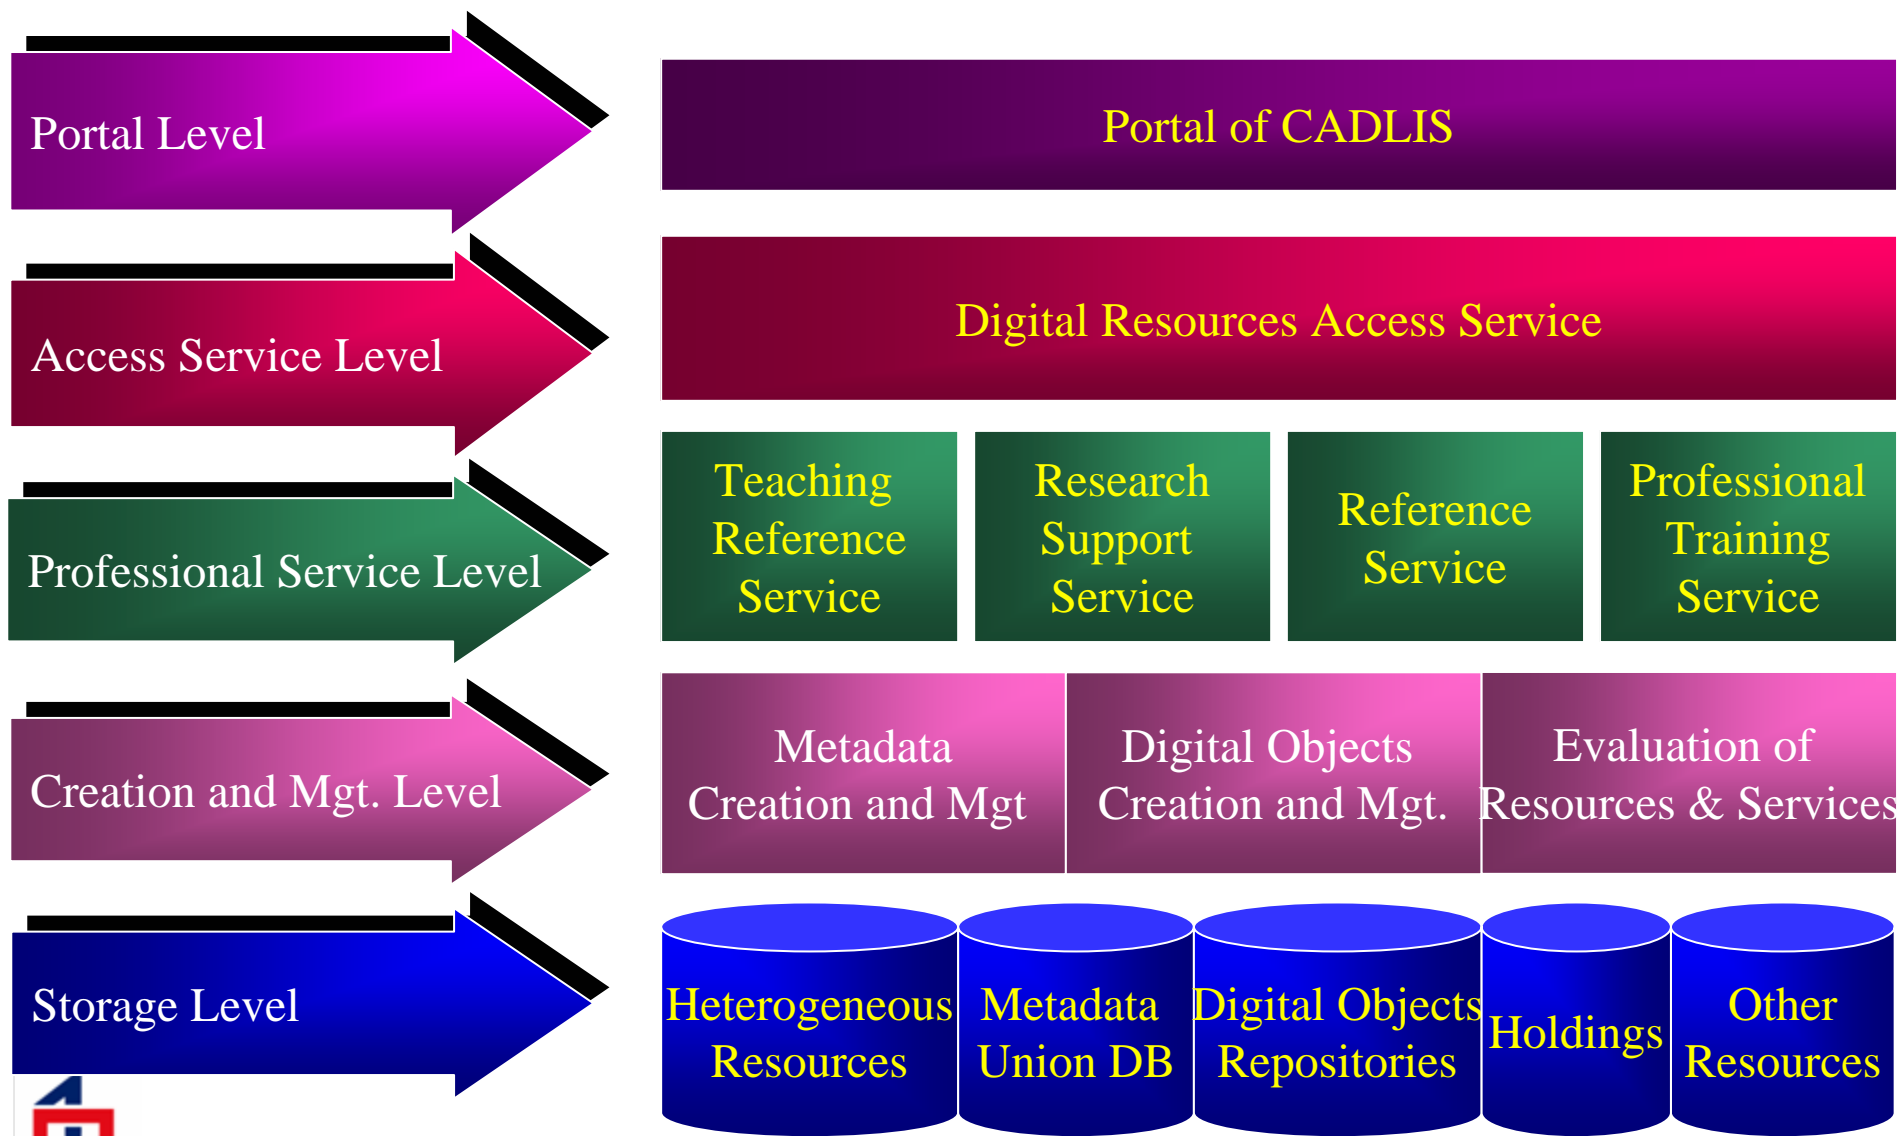 Portal Level
Portal of CADLIS
Access Service Level
Digital Resources Access Service
Professional Service Level
Teaching
Reference
Service
Research
Support
Service
Reference
Service
Professional
Training
Service
Creation and Mgt. Level
Metadata
Creation and Mgt
Digital Objects
Creation and Mgt.
Evaluation of
Resources & Services
Storage Level
Heterogeneous
Resources
Metadata
Union DB
Digital Objects
Repositories
Holdings
Other
Resources